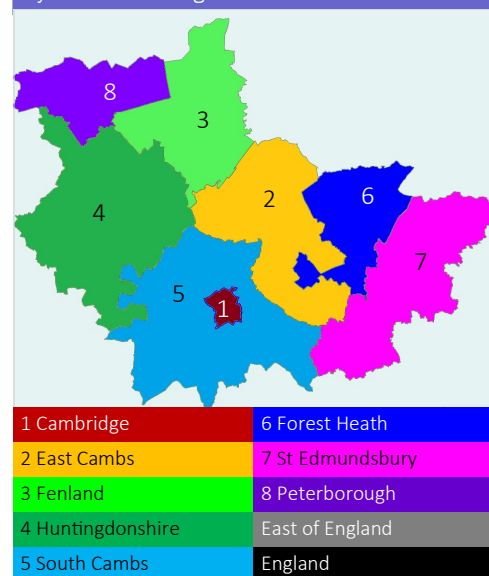 8
3
2
6
4
7
5
1
1 Cambridge
6 Forest Heath
2 East Cambs
7 St Edmundsbury
3 Fenland
8 Peterborough
4 Huntingdonshire
East of England
5 South Cambs
England